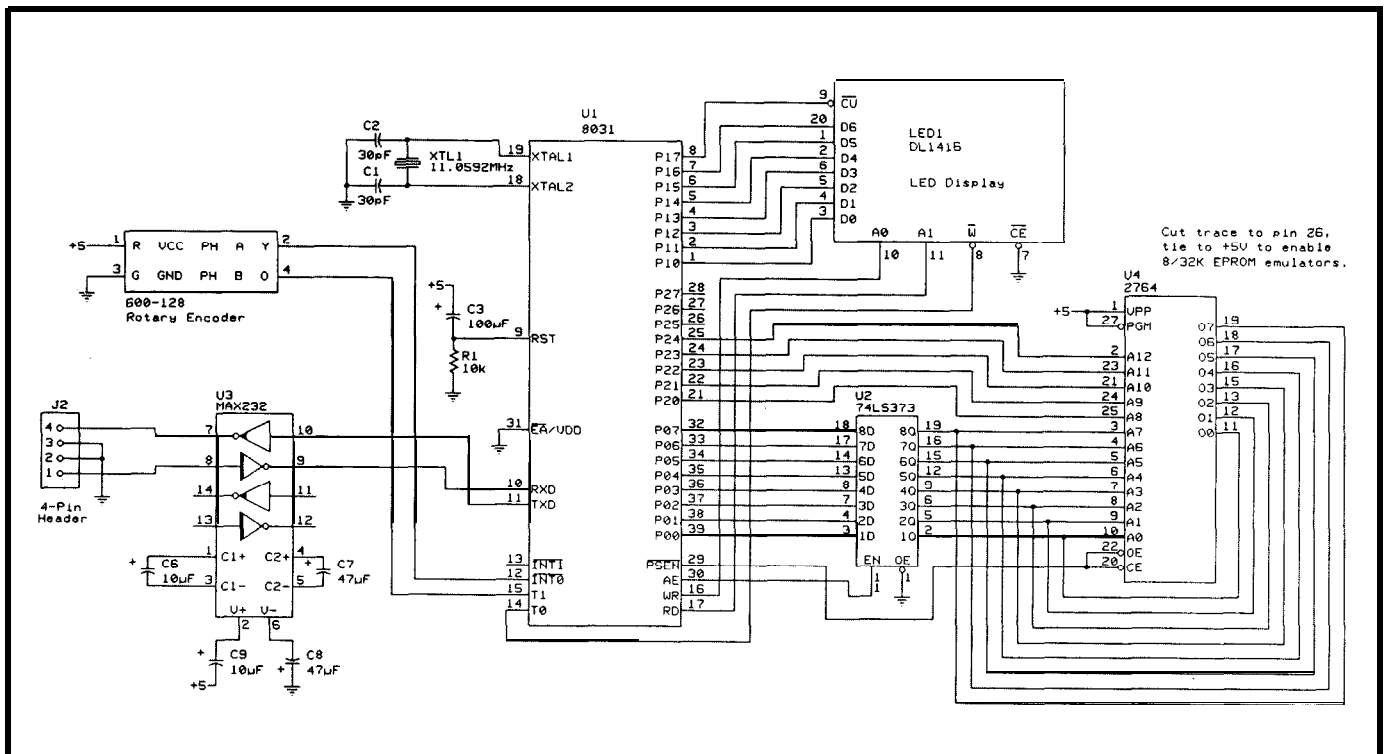 C2
30pF
XTL1
11.0592MHz
C1
30pF
+5
1 R VCC PH A Y 2
3 G GND PH B O 4
600-128
Rotary Encoder
+5
+
C3
100µF
R1
10k
J2
4
3
2
1
4-Pin
Header
U3
MAX232
7 10
8 9
14 11
13 12
1 C1+ C2+ 4
3 C1- C2- 5
V+ V-
2 6
+ C6
10µF
+ C7
47µF
+ C9
10µF
+5
+ C8
47µF
U1
8031
19 XTAL1
18 XTAL2
9 RST
31 EA/VDD
10 RXD
11 TXD
13 INT1
12 INT0
15 T1
14 T0
P17 8
P16 7
P15 6
P14 5
P13 4
P12 3
P11 2
P10 1
P27 28
P26 27
P25 26
P24 25
P23 24
P22 23
P21 22
P20 21
P07 32
P06 33
P05 34
P04 35
P03 36
P02 37
P01 38
P00 39
PSEN 29
AE 30
WR 16
RD 17
9 CU
20 D6
1 D5
2 D4
6 D3
5 D2
4 D1
3 D0
LED1
DL1416
LED Display
A0 A1 W CE
10 11 8 7
U2
74LS373
18 8D 8Q 19
17 7D 7Q 16
14 6D 6Q 15
13 5D 5Q 12
8 4D 4Q 9
7 3D 3Q 6
4 2D 2Q 5
3 1D 1Q 2
EN OE
1 1
1
Cut trace to pin 26,
tie to +5V to enable
8/32K EPROM emulators.
U4
2764
+5 1 VPP
27 PGM
2 A12
23 A11
21 A10
24 A9
25 A8
3 A7
4 A6
5 A5
6 A4
7 A3
8 A2
9 A1
10 A0
22 OE
20 CE
O7 19
O6 18
O5 17
O4 16
O3 15
O2 13
O1 12
O0 11